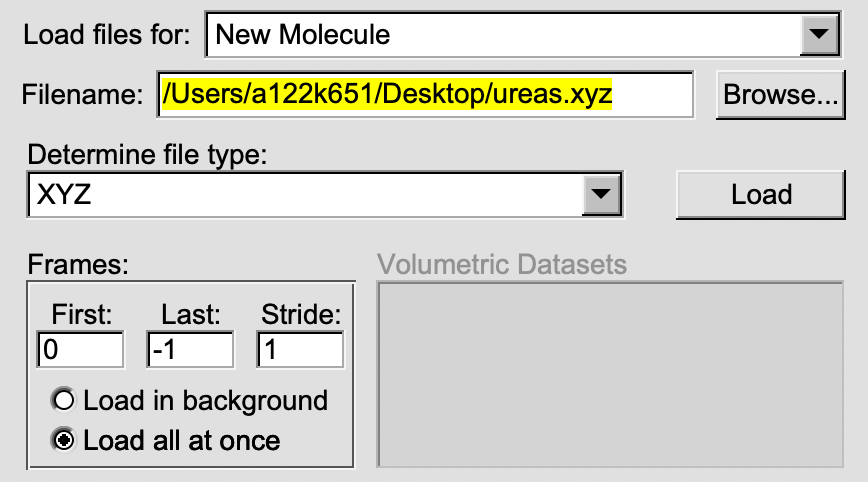 Load files for: New Molecule
Filename: /Users/a122k651/Desktop/ureas.xyz Browse...
Determine file type:
XYZ Load
Frames: Volumetric Datasets
First: Last: Stride:
0 -1 1
Load in background
Load all at once